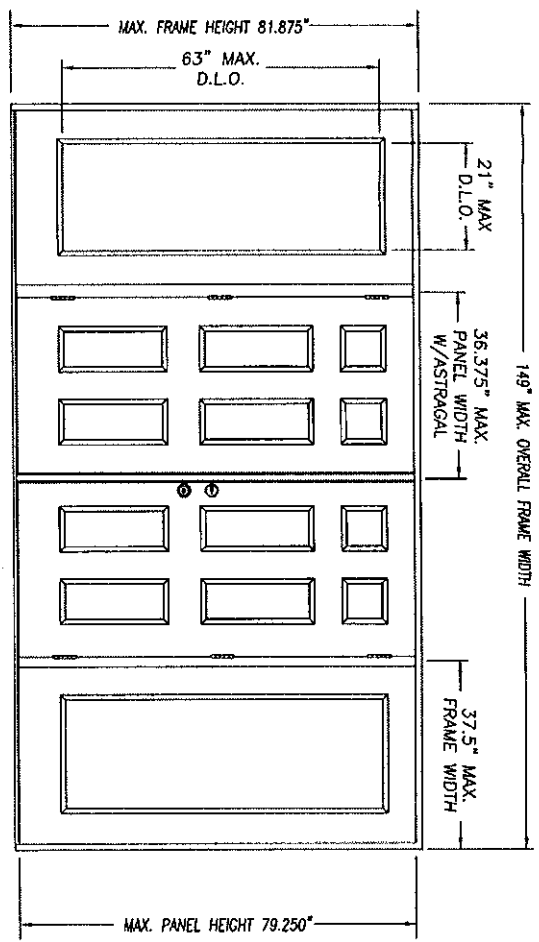 MAX. FRAME HEIGHT 81.875"
63" MAX.
D.L.O.
21" MAX
D.L.O.
36.375" MAX.
PANEL WIDTH
W/ASTRAGAL
149" MAX. OVERALL FRAME WIDTH
37.5" MAX.
FRAME WIDTH
MAX. PANEL HEIGHT 79.250"